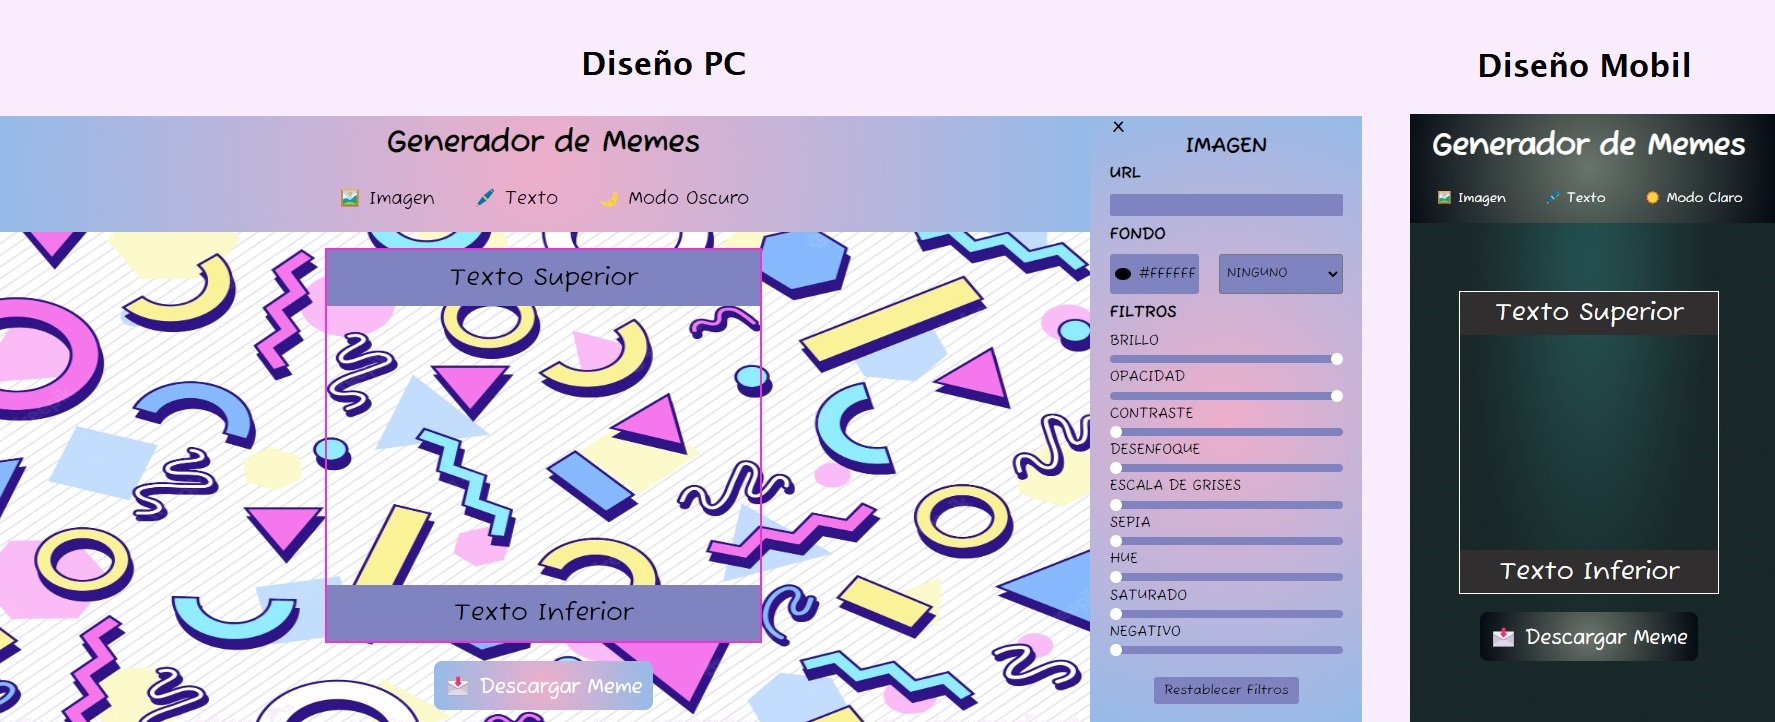 Diseño PC
Diseño Mobil
Generador de Memes
Imagen
Texto
Modo Oscuro
Texto Superior
Texto Inferior
Descargar Meme
X
IMAGEN
URL
FONDO
#FFFFFF
NINGUNO
FILTROS
BRILLO
OPACIDAD
CONTRASTE
DESENFOQUE
ESCALA DE GRISES
SEPIA
HUE
SATURADO
NEGATIVO
Restablecer Filtros
Generador de Memes
Imagen
Texto
Modo Claro
Texto Superior
Texto Inferior
Descargar Meme